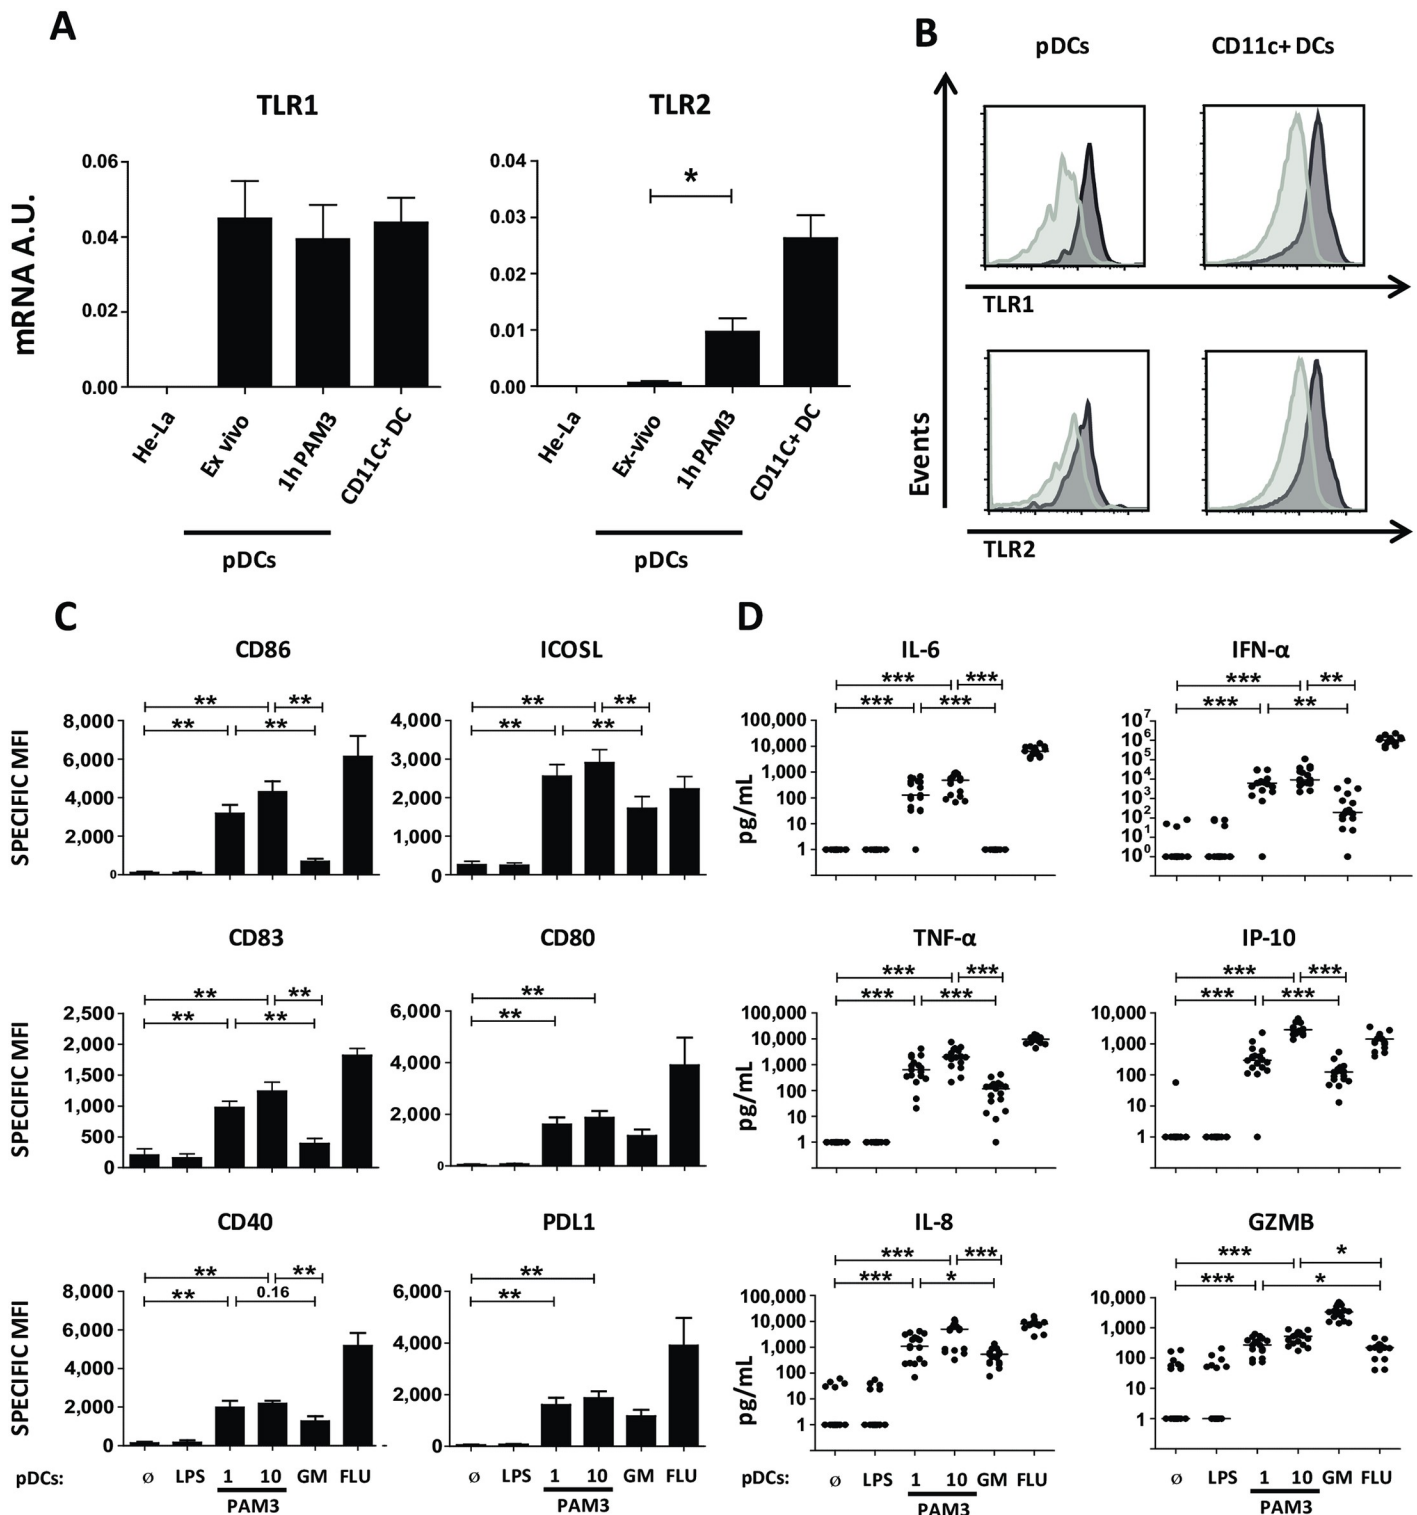 A
TLR1
TLR2
mRNA A.U.
0.06
0.04
0.02
0.00
He-La
Ex vivo
1h PAM3
CD11C+ DC
pDCs
0.04
0.03
0.02
0.01
0.00
*
He-La
Ex-vivo
1h PAM3
CD11C+ DC
pDCs
B
pDCs
CD11c+ DCs
TLR1
Events
TLR2
C
CD86
SPECIFIC MFI
8,000
6,000
4,000
2,000
0
** **
** **
ICOSL
4,000
3,000
2,000
1,000
0
** **
** **
CD83
SPECIFIC MFI
2,500
2,000
1,500
1,000
500
0
** **
** **
CD80
6,000
4,000
2,000
0
**
**
CD40
SPECIFIC MFI
8,000
6,000
4,000
2,000
0
** **
** 0.16
PDL1
6,000
4,000
2,000
0
**
**
pDCs: ø LPS 1 10 GM FLU
PAM3
ø LPS 1 10 GM FLU
PAM3
D
IL-6
pg/mL
100,000
10,000
1,000
100
10
1
*** ***
*** ***
IFN-α
10⁷
10⁶
10⁵
10⁴
10³
10²
10¹
10⁰
*** **
*** **
TNF-α
pg/mL
100,000
10,000
1,000
100
10
1
*** ***
*** ***
IP-10
10,000
1,000
100
10
1
*** ***
*** ***
IL-8
pg/mL
100,000
10,000
1,000
100
10
1
*** ***
*** *
GZMB
10,000
1,000
100
10
1
*** *
*** *
pDCs: ø LPS 1 10 GM FLU
PAM3
ø LPS 1 10 GM FLU
PAM3